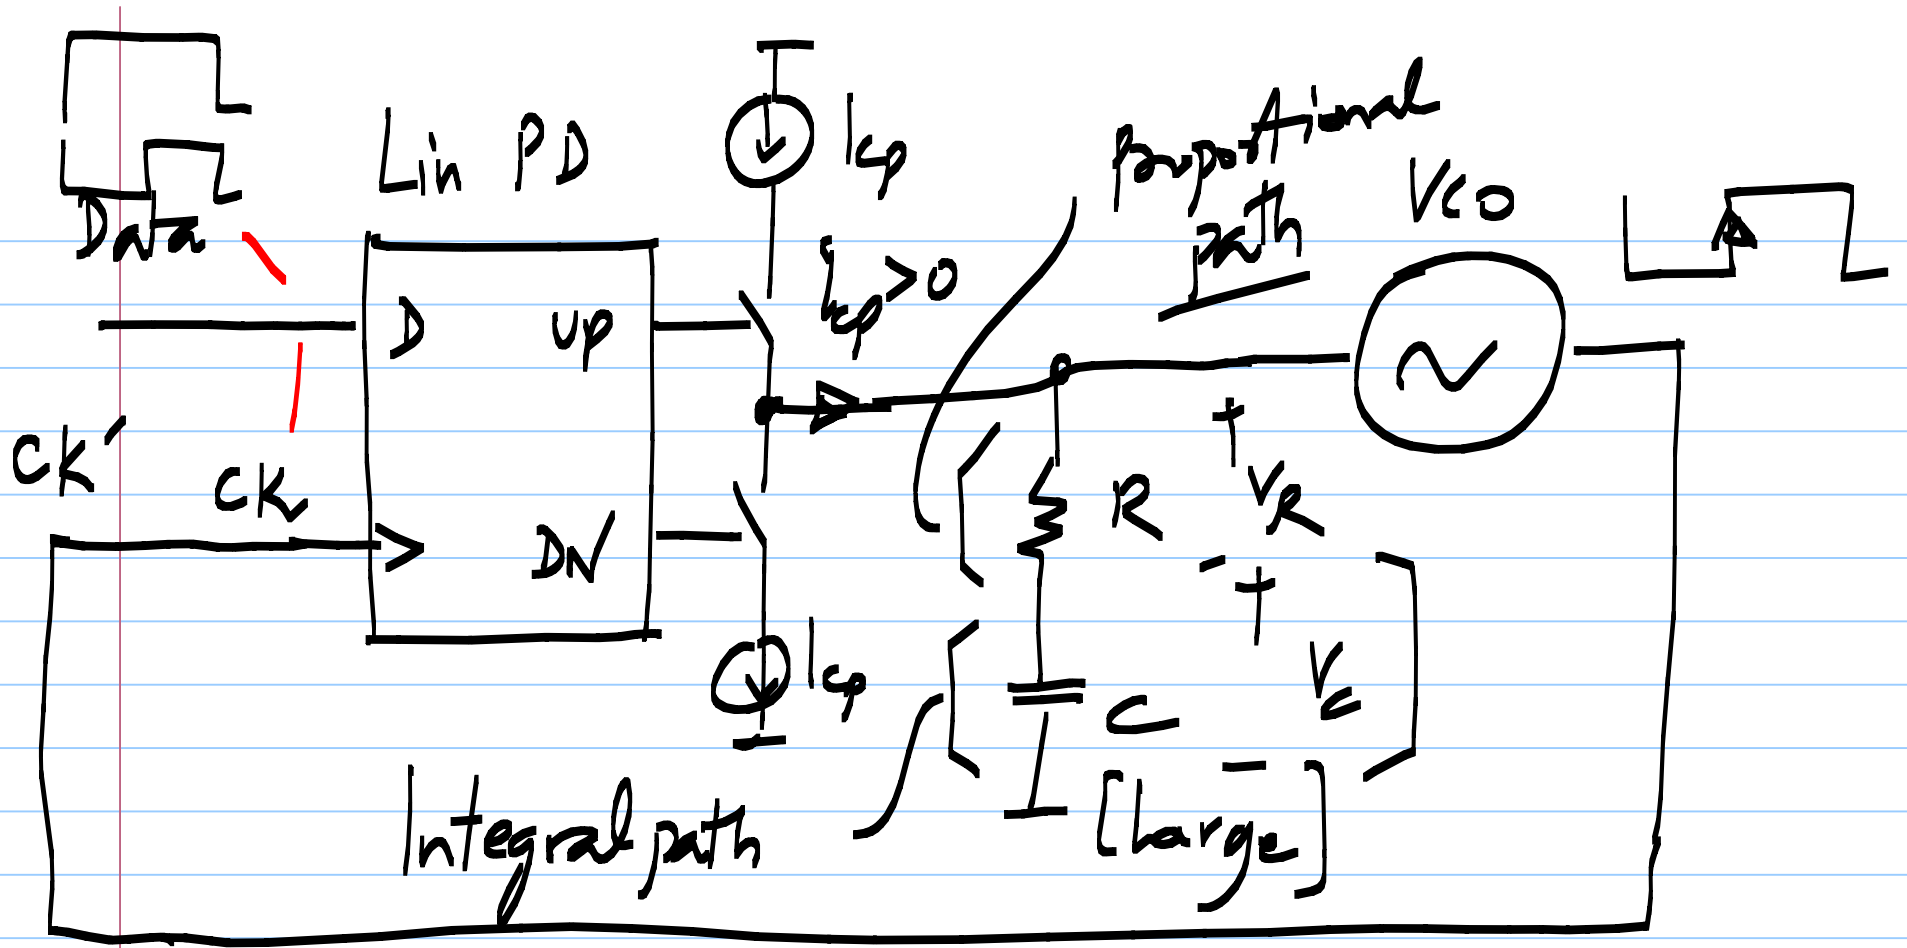 Lin PD
Icp
Proportional
path
VCO
Data
icp>0
D
UP
CK'
CK
R
VR
DN
Icp
C
Vc
Integral path
[Large]